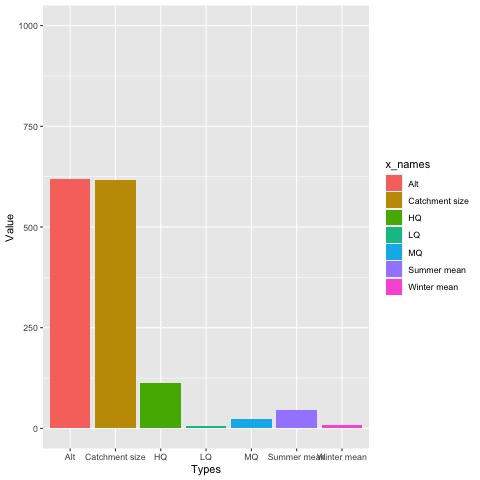 1000
750
500
250
0
Value
Alt Catchment size HQ LQ MQ Summer mean Winter mean
Types
x_names
Alt
Catchment size
HQ
LQ
MQ
Summer mean
Winter mean